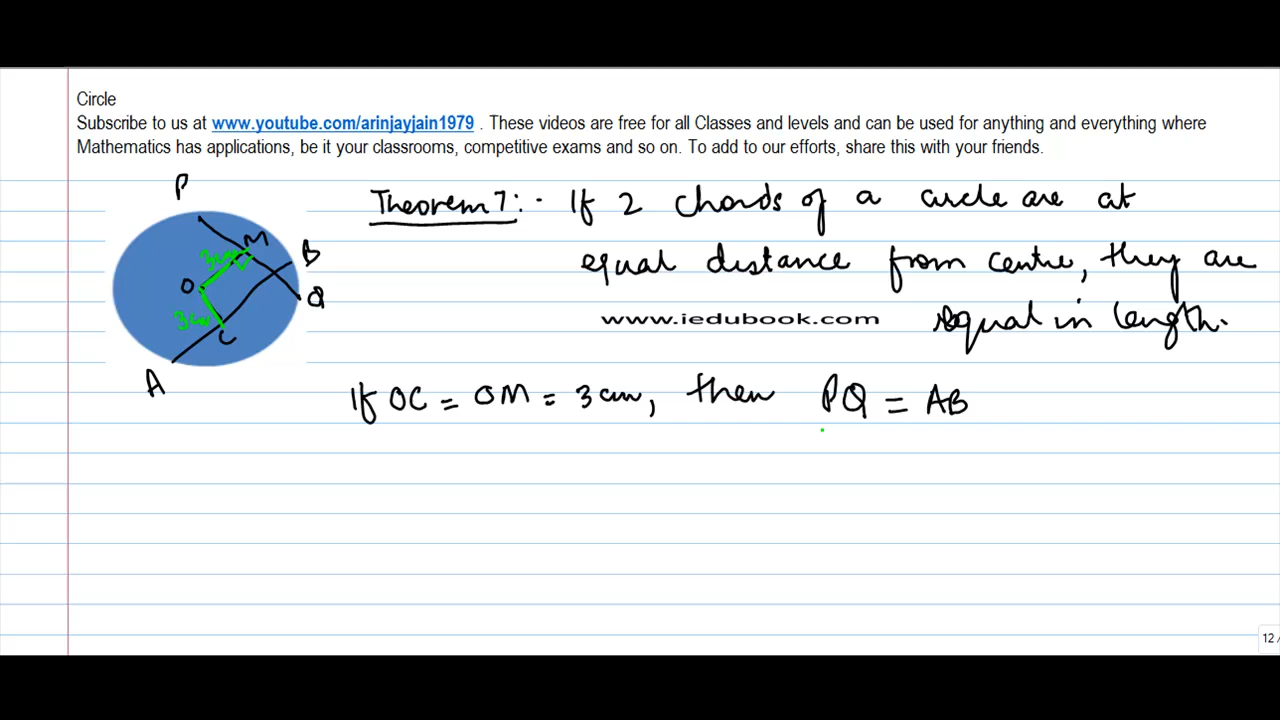 Circle
Subscribe to us at www.youtube.com/arinjayjain1979 . These videos are free for all Classes and levels and can be used for anything and everything where
Mathematics has applications, be it your classrooms, competitive exams and so on. To add to our efforts, share this with your friends.
P
Theorem 7:- If 2 chords of a circle are at
M
B
3cm
equal distance from centre, they are
O
Q
3cm
www.iedubook.com
equal in length.
C
A
If OC = OM = 3 cm, then PQ = AB
12/